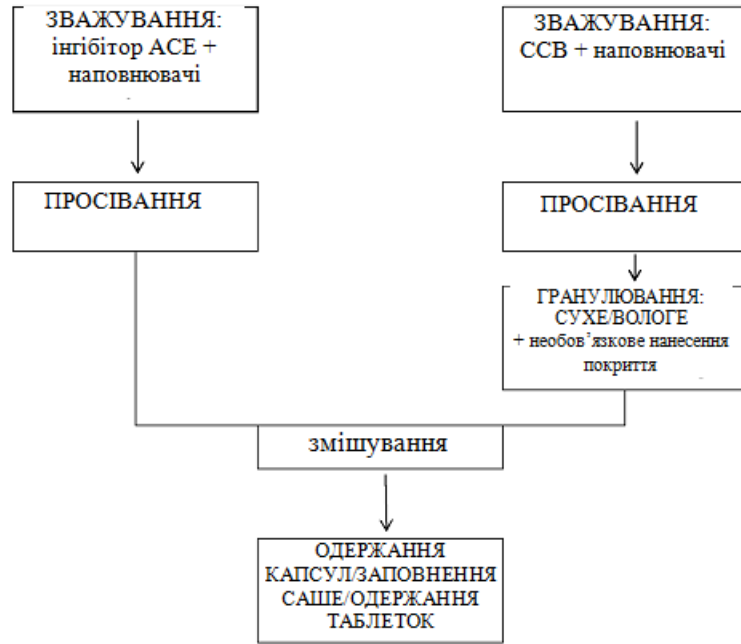 ЗВАЖУВАННЯ:
інгібітор АСЕ +
наповнювачі
ЗВАЖУВАННЯ:
ССВ + наповнювачі
ПРОСІВАННЯ
ПРОСІВАННЯ
ГРАНУЛЮВАННЯ:
СУХЕ/ВОЛОГЕ
+ необов’язкове нанесення
покриття
змішування
ОДЕРЖАННЯ
КАПСУЛ/ЗАПОВНЕННЯ
САШЕ/ОДЕРЖАННЯ
ТАБЛЕТОК